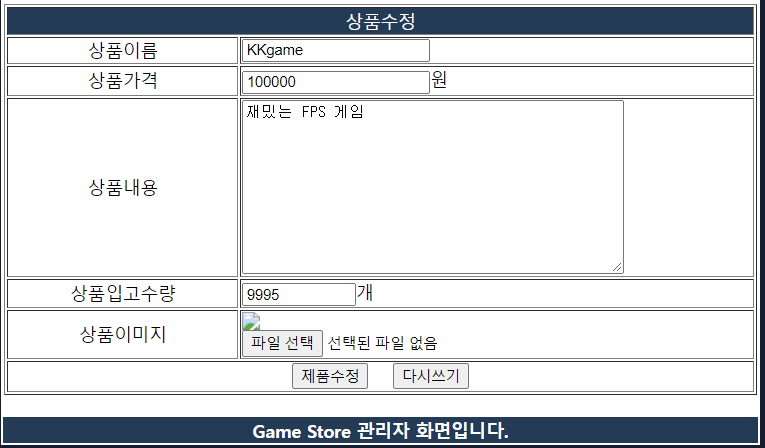 상품수정
상품이름 KKgame
상품가격 100000 원
상품내용 재밌는 FPS 게임
상품입고수량 9995 개
상품이미지 파일 선택 선택된 파일 없음
제품수정 다시쓰기
Game Store 관리자 화면입니다.